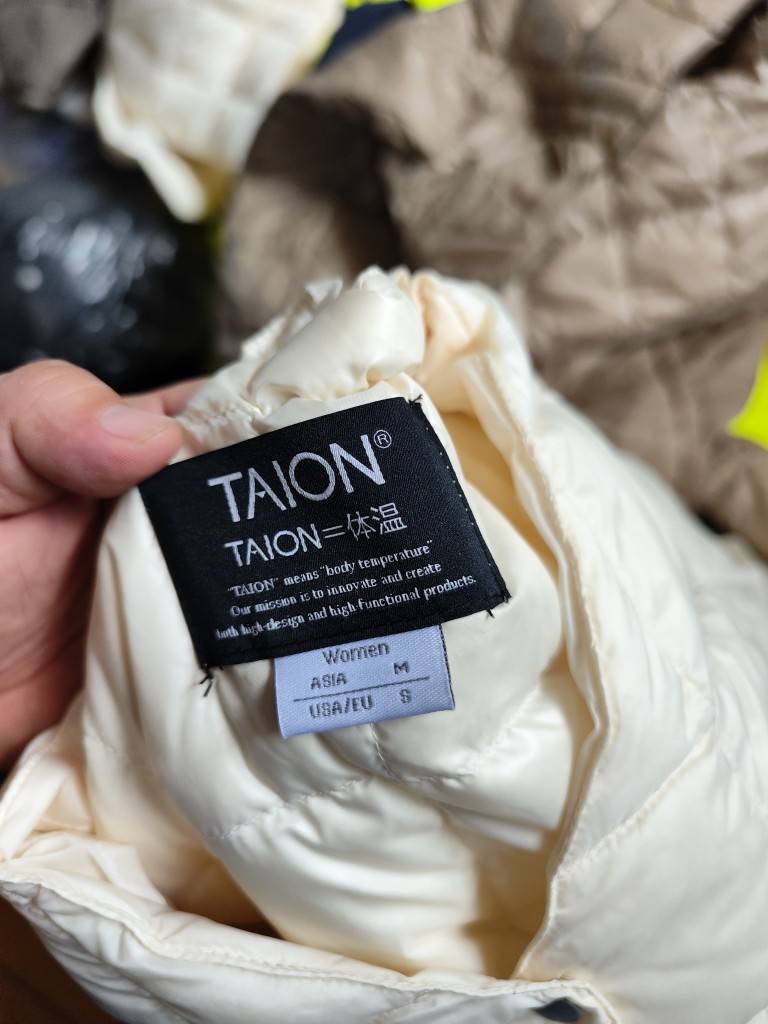 TAION®
TAION=体温
"TAION" means "body temperature"
Our mission is to innovate and create
both high-design and high-functional products.
Women
ASIA M
USA/EU S